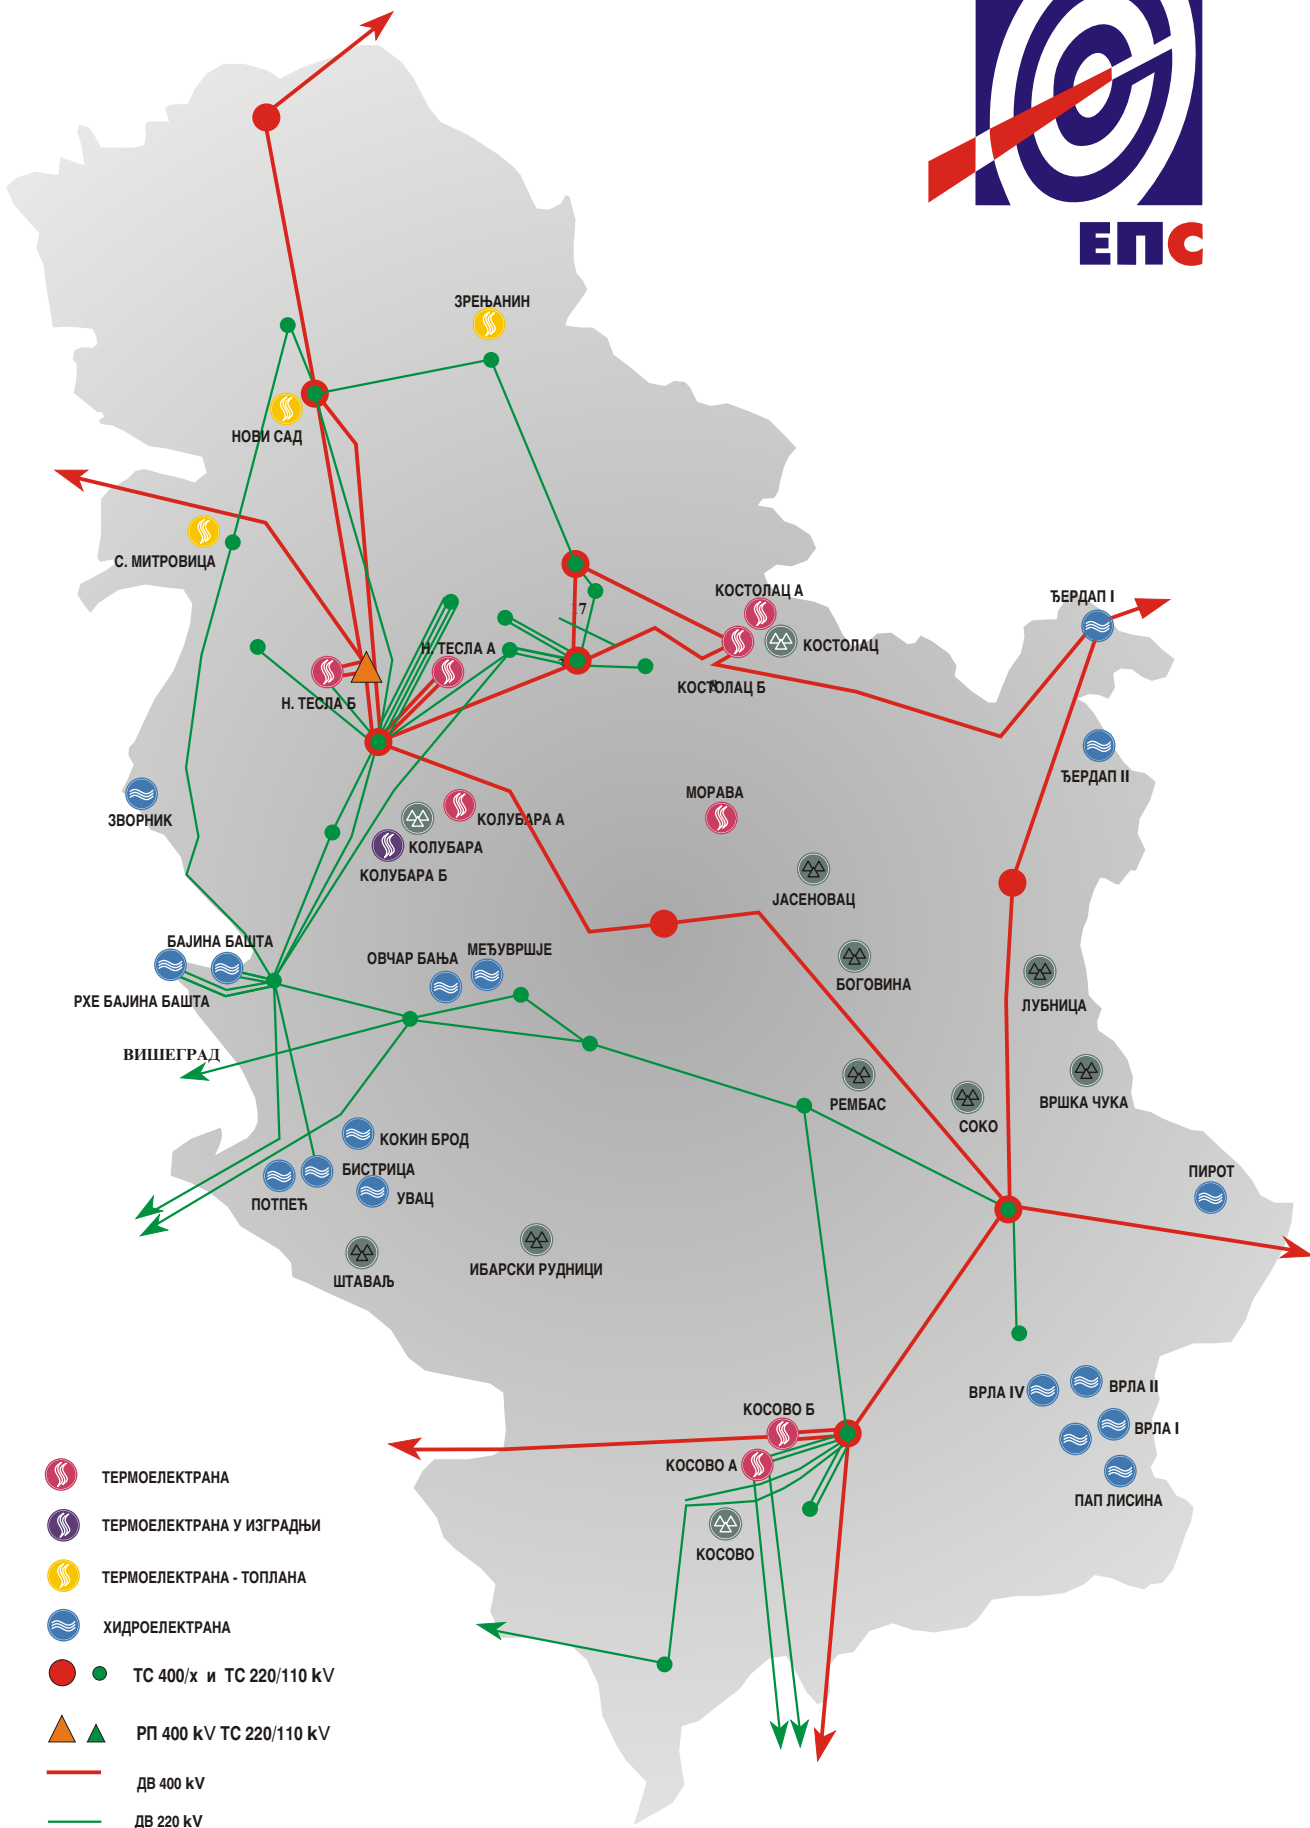 ЕПС
ЗРЕЊАНИН
НОВИ САД
С. МИТРОВИЦА
КОСТОЛАЦ А
ЂЕРДАП I
17
КОСТОЛАЦ
Н. ТЕСЛА А
КОСТОЛАЦ Б
Н. ТЕСЛА Б
ЂЕРДАП II
МОРАВА
ЗВОРНИК
КОЛУБАРА А
КОЛУБАРА
КОЛУБАРА Б
ЈАСЕНОВАЦ
БАЈИНА БАШТА
МЕЂУВРШЈЕ
ОВЧАР БАЊА
БОГОВИНА
РХЕ БАЈИНА БАШТА
ЛУБНИЦА
ВИШЕГРАД
РЕМБАС
ВРШКА ЧУКА
СОКО
КОКИН БРОД
БИСТРИЦА
ПИРОТ
ПОТПЕЋ
УВАЦ
ИБАРСКИ РУДНИЦИ
ШТАВАЉ
ВРЛА IV
ВРЛА II
КОСОВО Б
ВРЛА I
КОСОВО А
ПАП ЛИСИНА
КОСОВО
ТЕРМОЕЛЕКТРАНА
ТЕРМОЕЛЕКТРАНА У ИЗГРАДЊИ
ТЕРМОЕЛЕКТРАНА - ТОПЛАНА
ХИДРОЕЛЕКТРАНА
ТС 400/х и ТС 220/110 kV
РП 400 kV ТС 220/110 kV
ДВ 400 kV
ДВ 220 kV